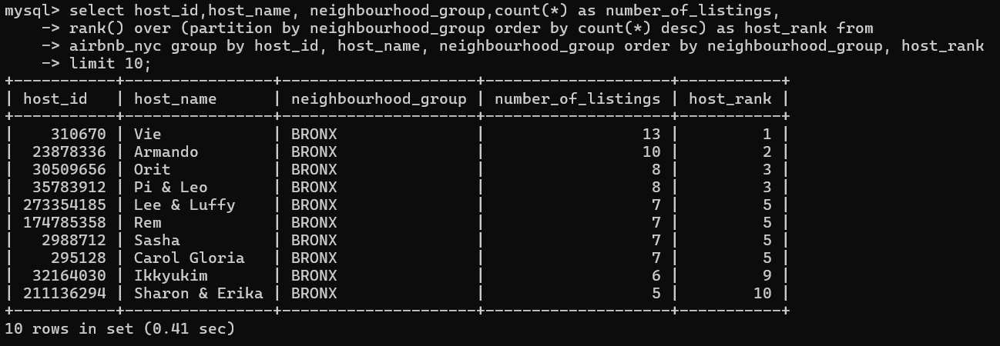 mysql> select host_id,host_name, neighbourhood_group,count(*) as number_of_listings,
    -> rank() over (partition by neighbourhood_group order by count(*) desc) as host_rank from
    -> airbnb_nyc group by host_id, host_name, neighbourhood_group order by neighbourhood_group, host_rank
    -> limit 10;
+-----------+----------------+---------------------+--------------------+-----------+
| host_id   | host_name      | neighbourhood_group | number_of_listings | host_rank |
+-----------+----------------+---------------------+--------------------+-----------+
|    310670 | Vie            | BRONX               |                 13 |         1 |
|  23878336 | Armando        | BRONX               |                 10 |         2 |
|  30509656 | Orit           | BRONX               |                  8 |         3 |
|  35783912 | Pi & Leo       | BRONX               |                  8 |         3 |
| 273354185 | Lee & Luffy    | BRONX               |                  7 |         5 |
| 174785358 | Rem            | BRONX               |                  7 |         5 |
|   2988712 | Sasha          | BRONX               |                  7 |         5 |
|    295128 | Carol Gloria   | BRONX               |                  7 |         5 |
|  32164030 | Ikkyukim       | BRONX               |                  6 |         9 |
| 211136294 | Sharon & Erika | BRONX               |                  5 |        10 |
+-----------+----------------+---------------------+--------------------+-----------+
10 rows in set (0.41 sec)